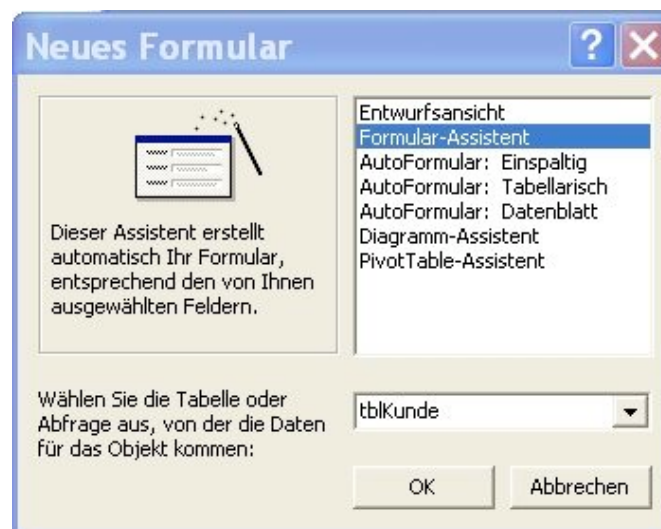 Neues Formular
Dieser Assistent erstellt
automatisch Ihr Formular,
entsprechend den von Ihnen
ausgewählten Feldern.
Entwurfsansicht
Formular-Assistent
AutoFormular: Einspaltig
AutoFormular: Tabellarisch
AutoFormular: Datenblatt
Diagramm-Assistent
PivotTable-Assistent
Wählen Sie die Tabelle oder
Abfrage aus, von der die Daten
für das Objekt kommen:
tblKunde
OK
Abbrechen